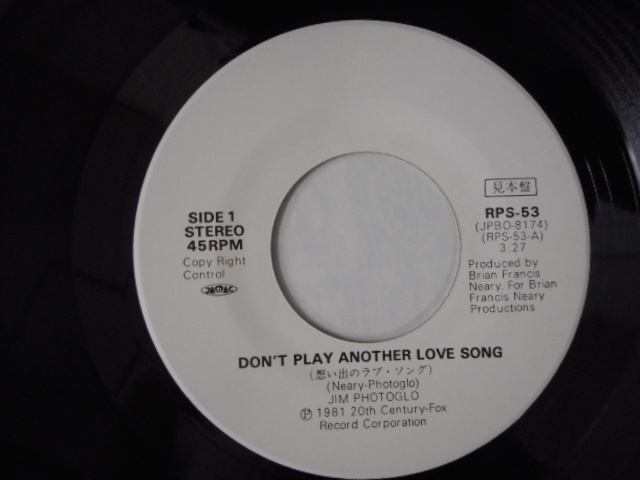 見本盤
SIDE 1
STEREO
45RPM
Copy Right
Control
JASRAC
RPS-53
(JPBO-8174)
(RPS-53-A)
3.27
Produced by
Brian Francis
Neary. For Brian
Francis Neary
Productions
DON'T PLAY ANOTHER LOVE SONG
(想い出のラブ・ソング)
(Neary-Photoglo)
JIM PHOTOGLO
Ⓟ 1981 20th Century-Fox
Record Corporation